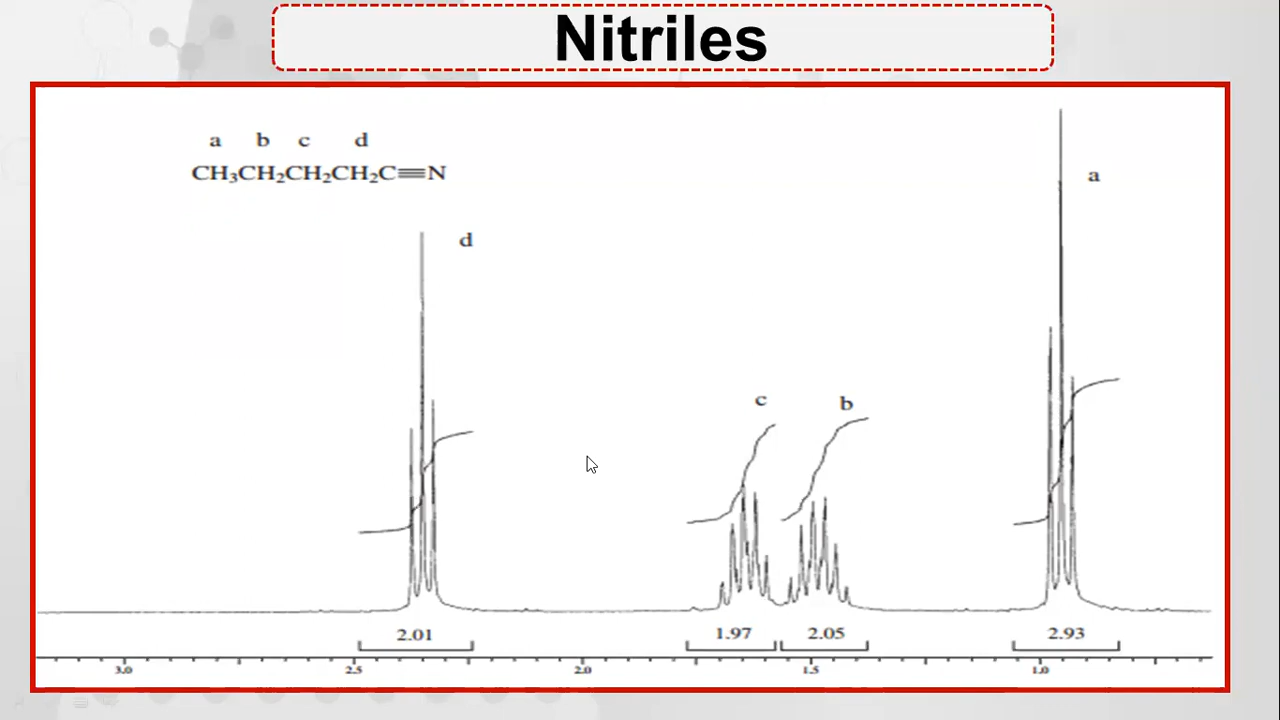 Nitriles
a b c d
CH₃CH₂CH₂CH₂C≡N
a
d
c b
2.01 1.97 2.05 2.93
3.0 2.5 2.0 1.5 1.0